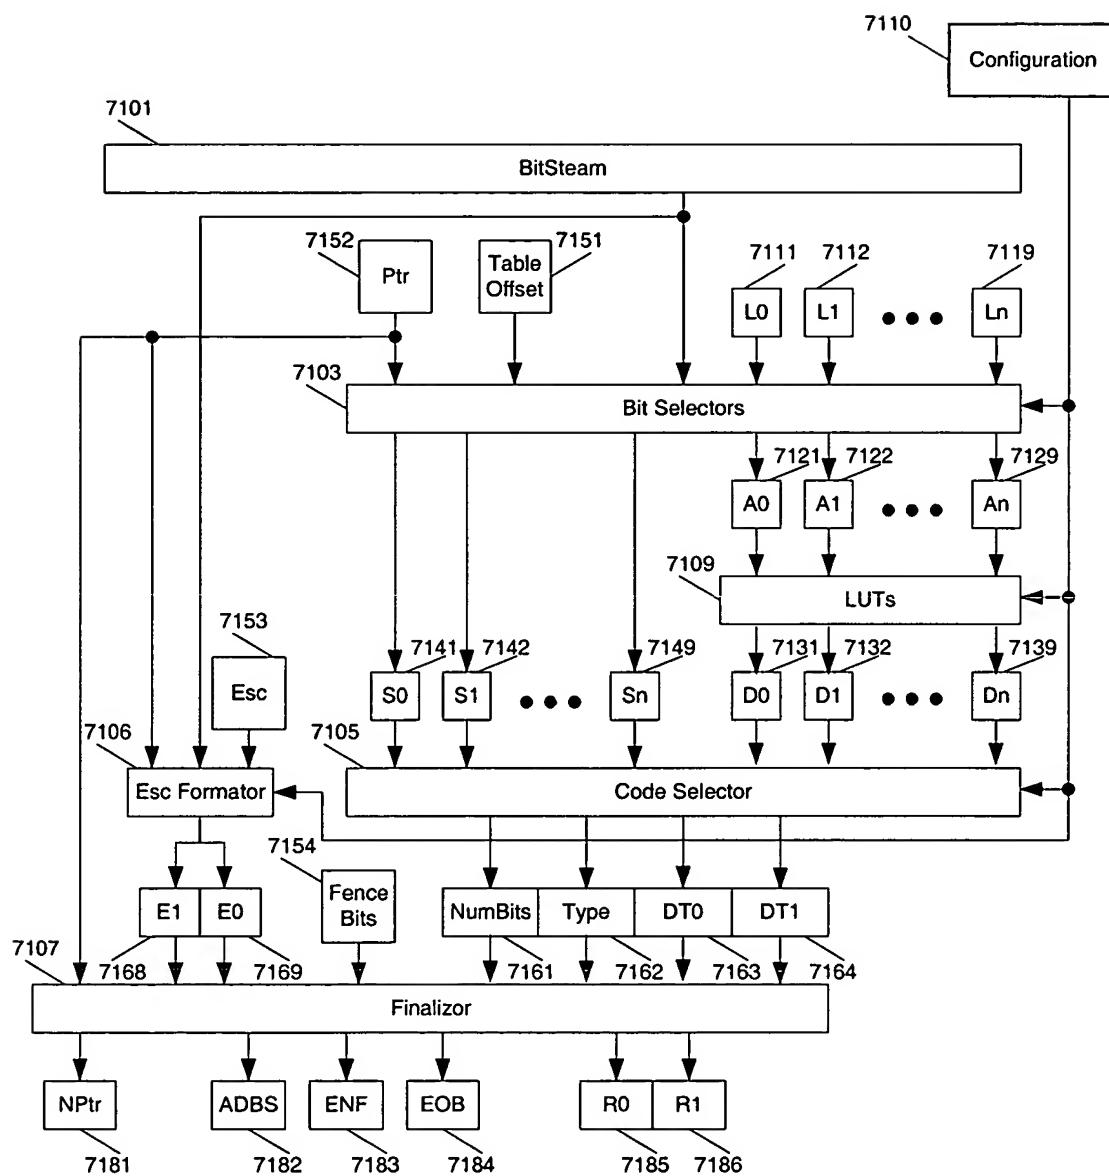 7110
Configuration
7101
BitSteam
7152
Ptr
7151
Table
Offset
7111
L0
7112
L1
7119
Ln
7103
Bit Selectors
7121
A0
7122
A1
7129
An
7109
LUTs
7153
Esc
7141
S0
7142
S1
7149
Sn
7131
D0
7132
D1
7139
Dn
7106
Esc Formator
7105
Code Selector
7154
Fence
Bits
E1
E0
NumBits
Type
DT0
DT1
7107
7168
7169
7161
7162
7163
7164
Finalizor
NPtr
ADBS
ENF
EOB
R0
R1
7181
7182
7183
7184
7185
7186